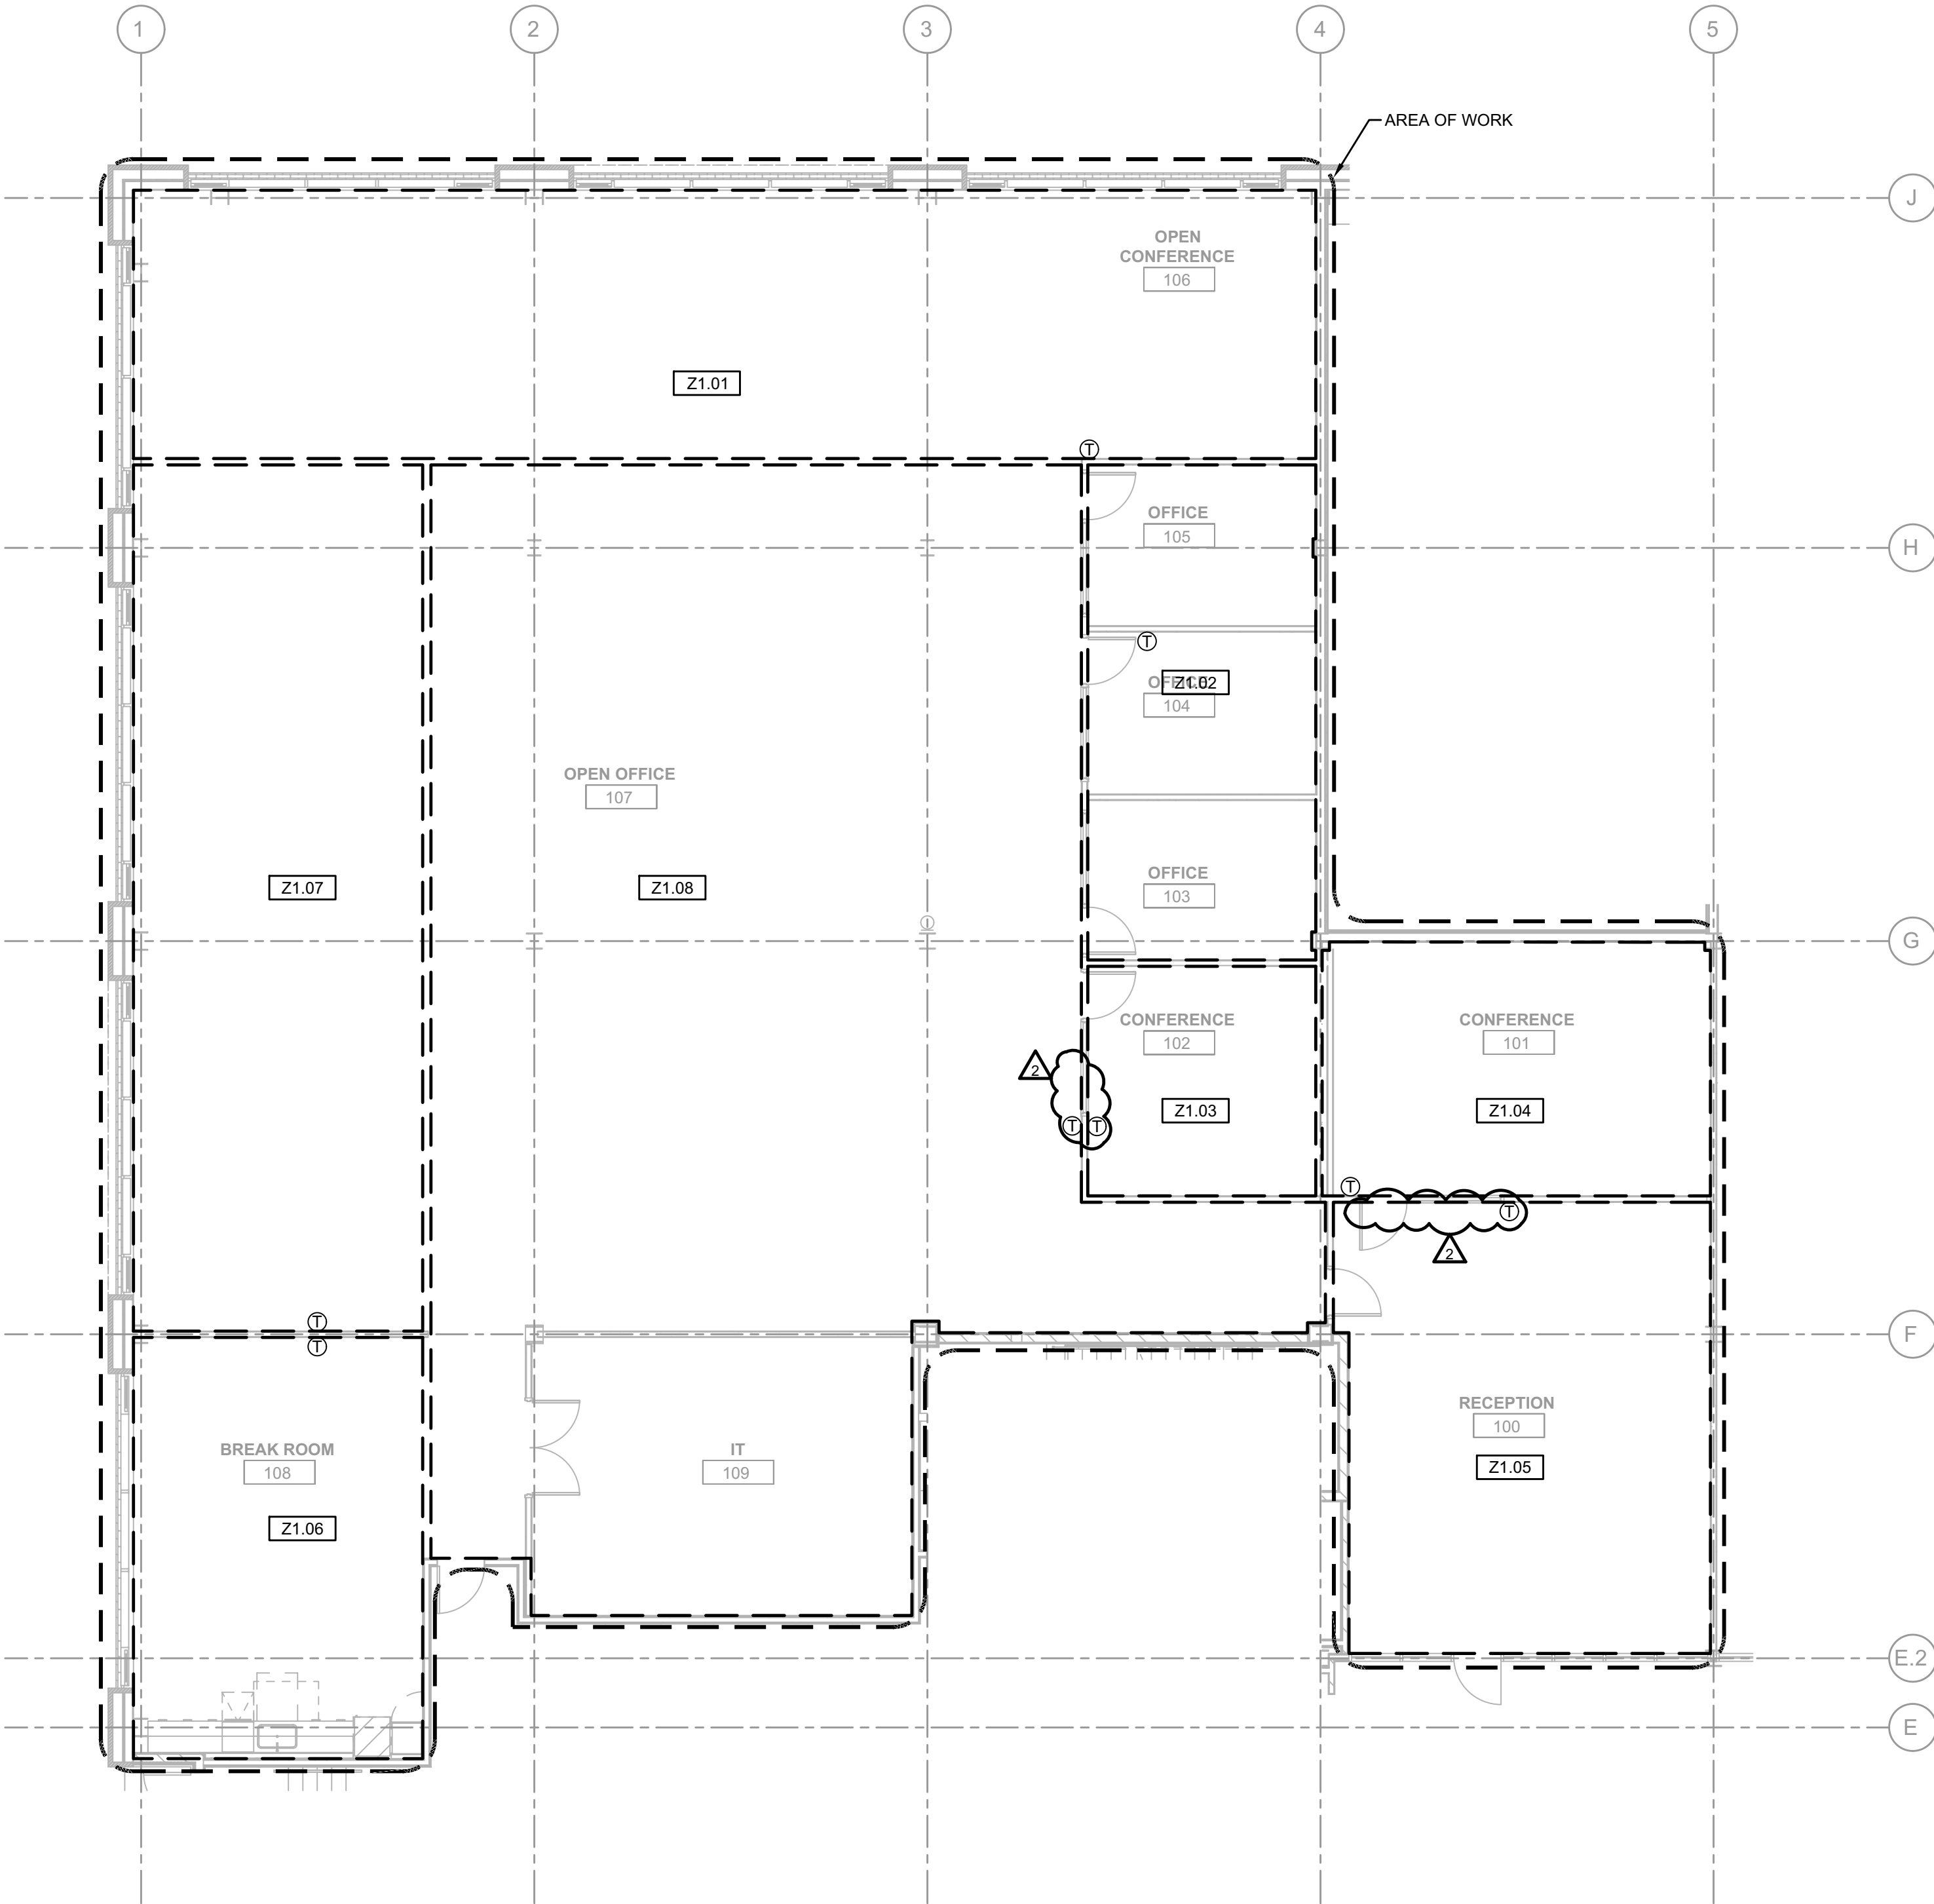 1
2
3
4
5
AREA OF WORK
J
OPEN
CONFERENCE
106
Z1.01
T
OFFICE
105
H
T
OFFICE
Z1.02
104
OPEN OFFICE
107
OFFICE
103
Z1.07
Z1.08
G
CONFERENCE
102
CONFERENCE
101
2
Z1.03
Z1.04
T
T
T
T
2
T
T
F
RECEPTION
100
BREAK ROOM
108
IT
109
Z1.05
Z1.06
E.2
E